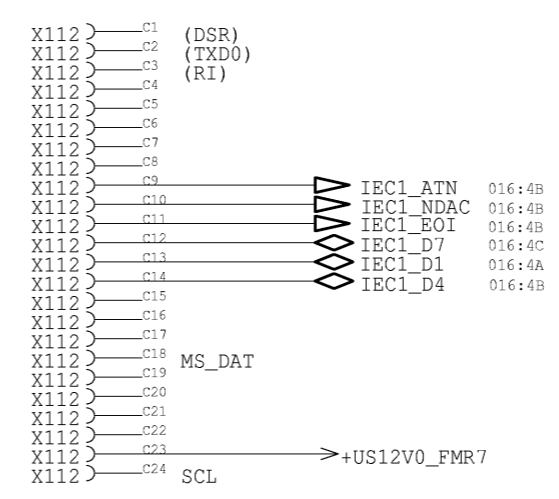 X112 C1 (DSR)
X112 C2 (TXD0)
X112 C3 (RI)
X112 C4
X112 C5
X112 C6
X112 C7
X112 C8
X112 C9 IEC1_ATN 016:4B
X112 C10 IEC1_NDAC 016:4B
X112 C11 IEC1_EOI 016:4B
X112 C12 IEC1_D7 016:4C
X112 C13 IEC1_D1 016:4A
X112 C14 IEC1_D4 016:4B
X112 C15
X112 C16
X112 C17
X112 C18 MS_DAT
X112 C19
X112 C20
X112 C21
X112 C22
X112 C23 +US12V0_FMR7
X112 C24 SCL